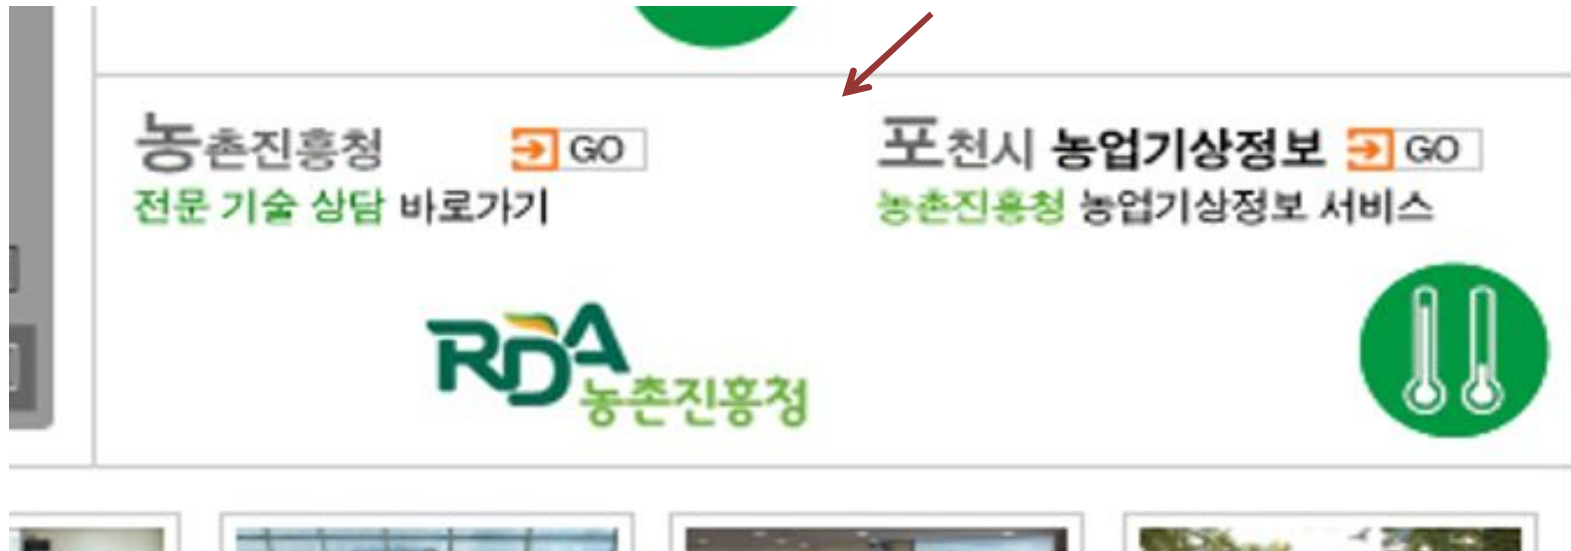 농촌진흥청 GO
전문 기술 상담 바로가기
포천시 농업기상정보 GO
농촌진흥청 농업기상정보 서비스
RDA
농촌진흥청